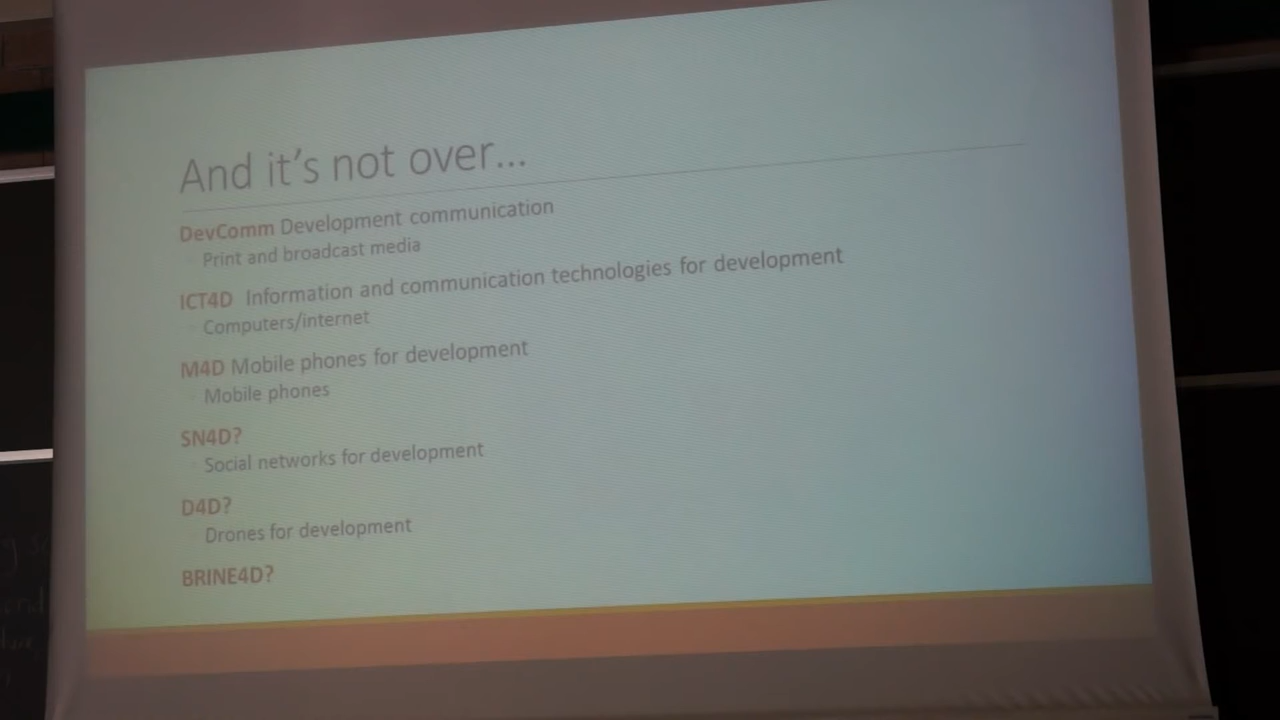 And it's not over...
DevComm Development communication
Print and broadcast media
ICT4D Information and communication technologies for development
Computers/internet
M4D Mobile phones for development
Mobile phones
SN4D?
Social networks for development
D4D?
Drones for development
BRINE4D?